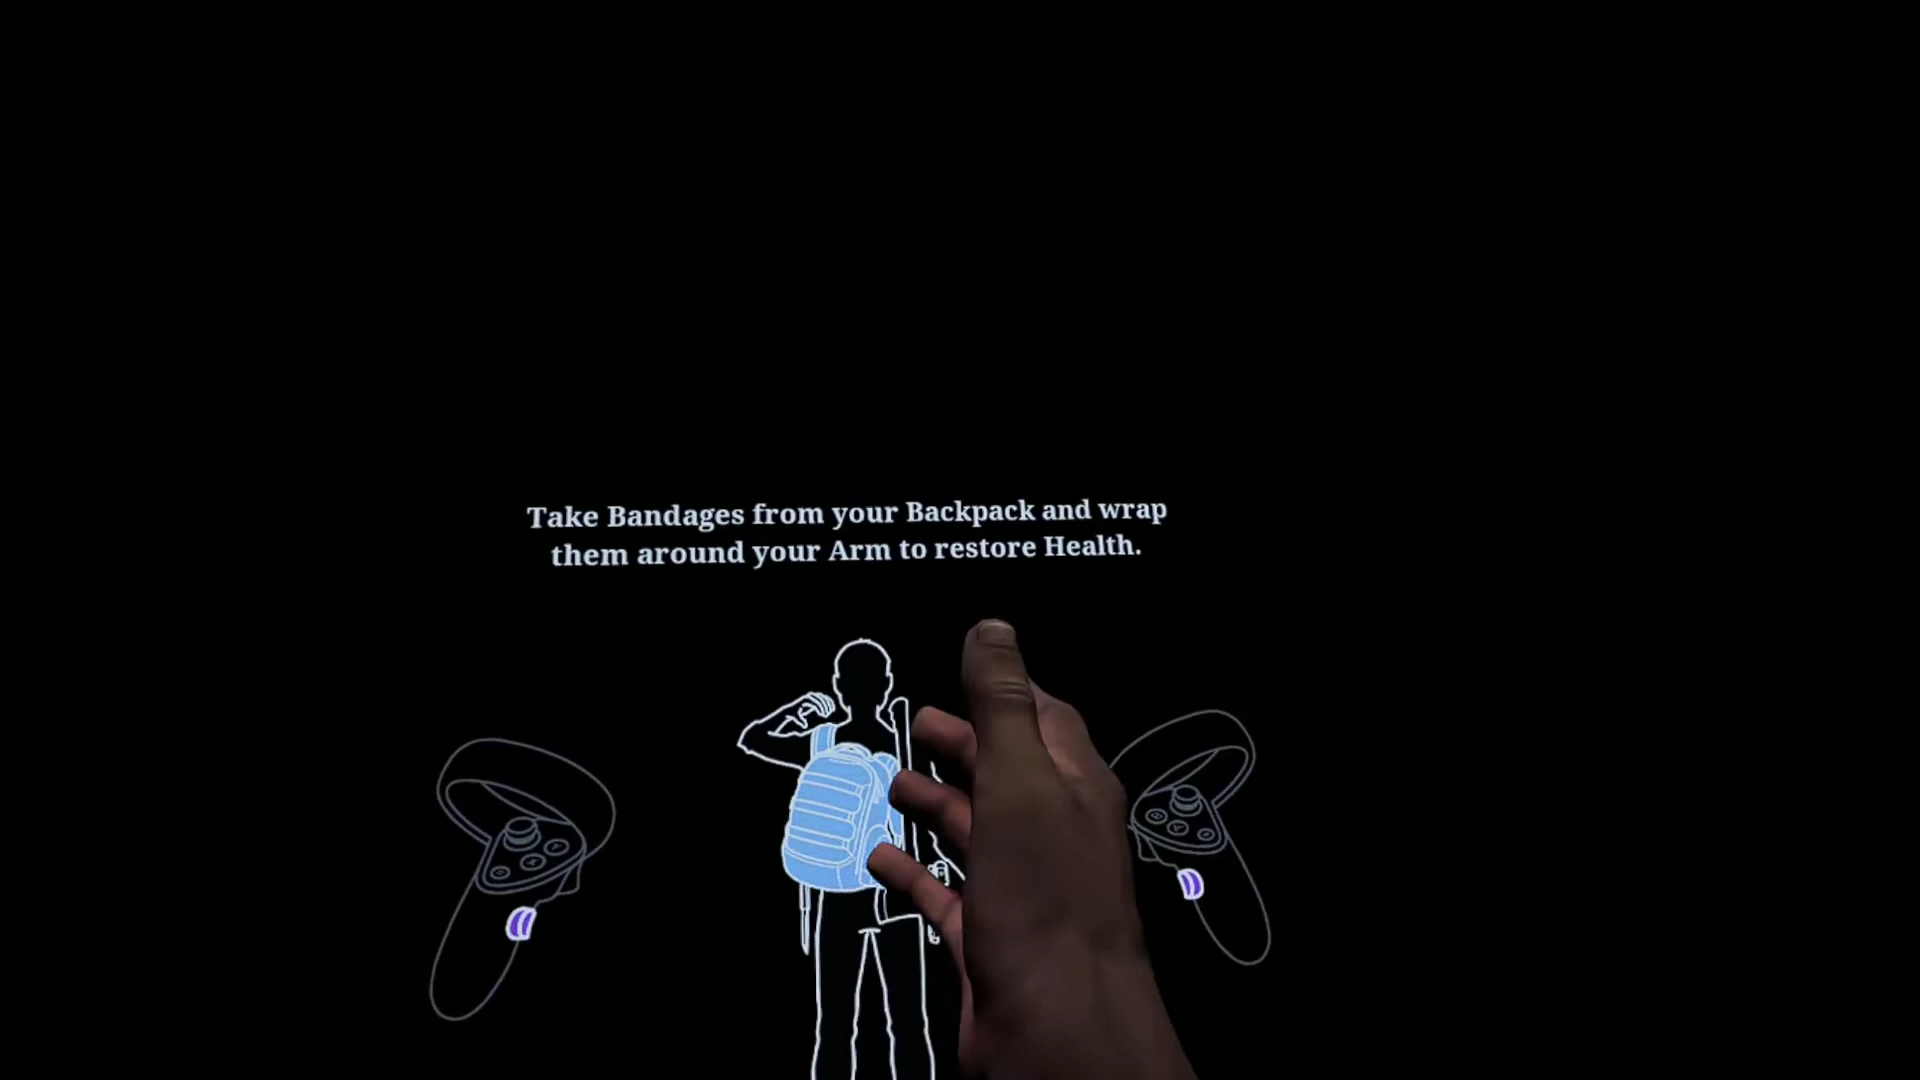 Take Bandages from your Backpack and wrap
them around your Arm to restore Health.